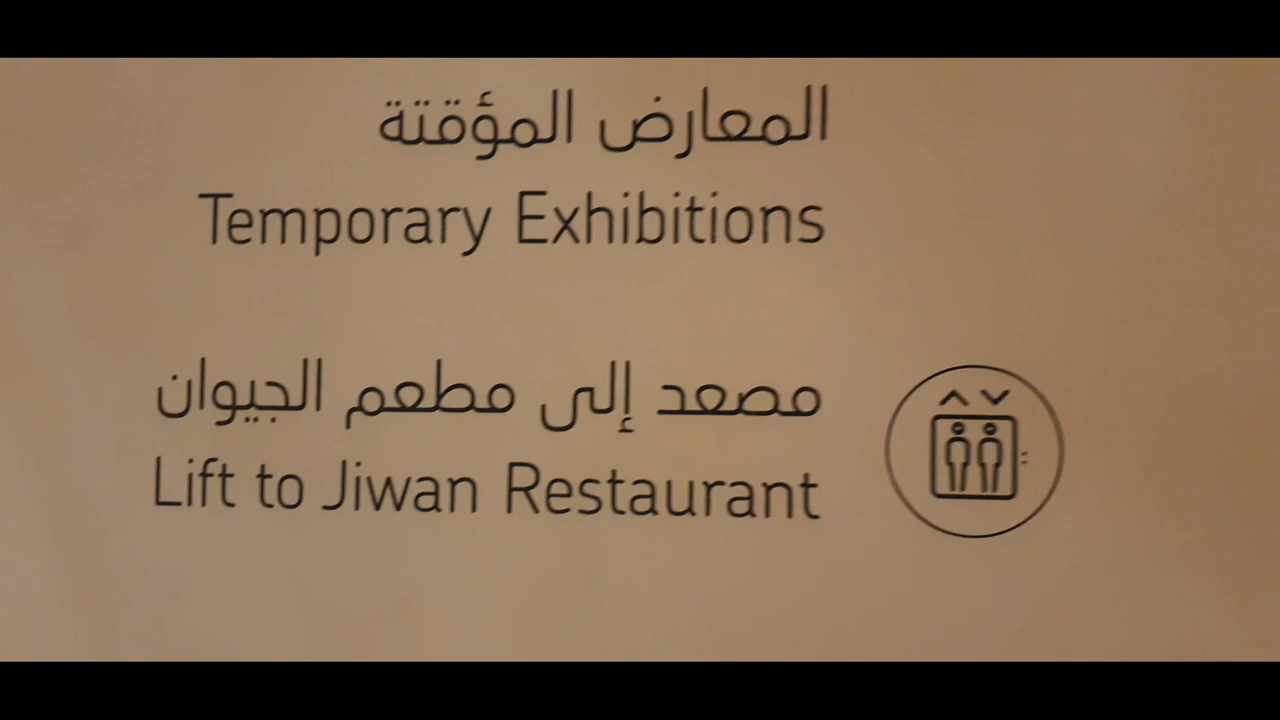 المعارض المؤقتة
Temporary Exhibitions
مصعد إلى مطعم الجيوان
Lift to Jiwan Restaurant